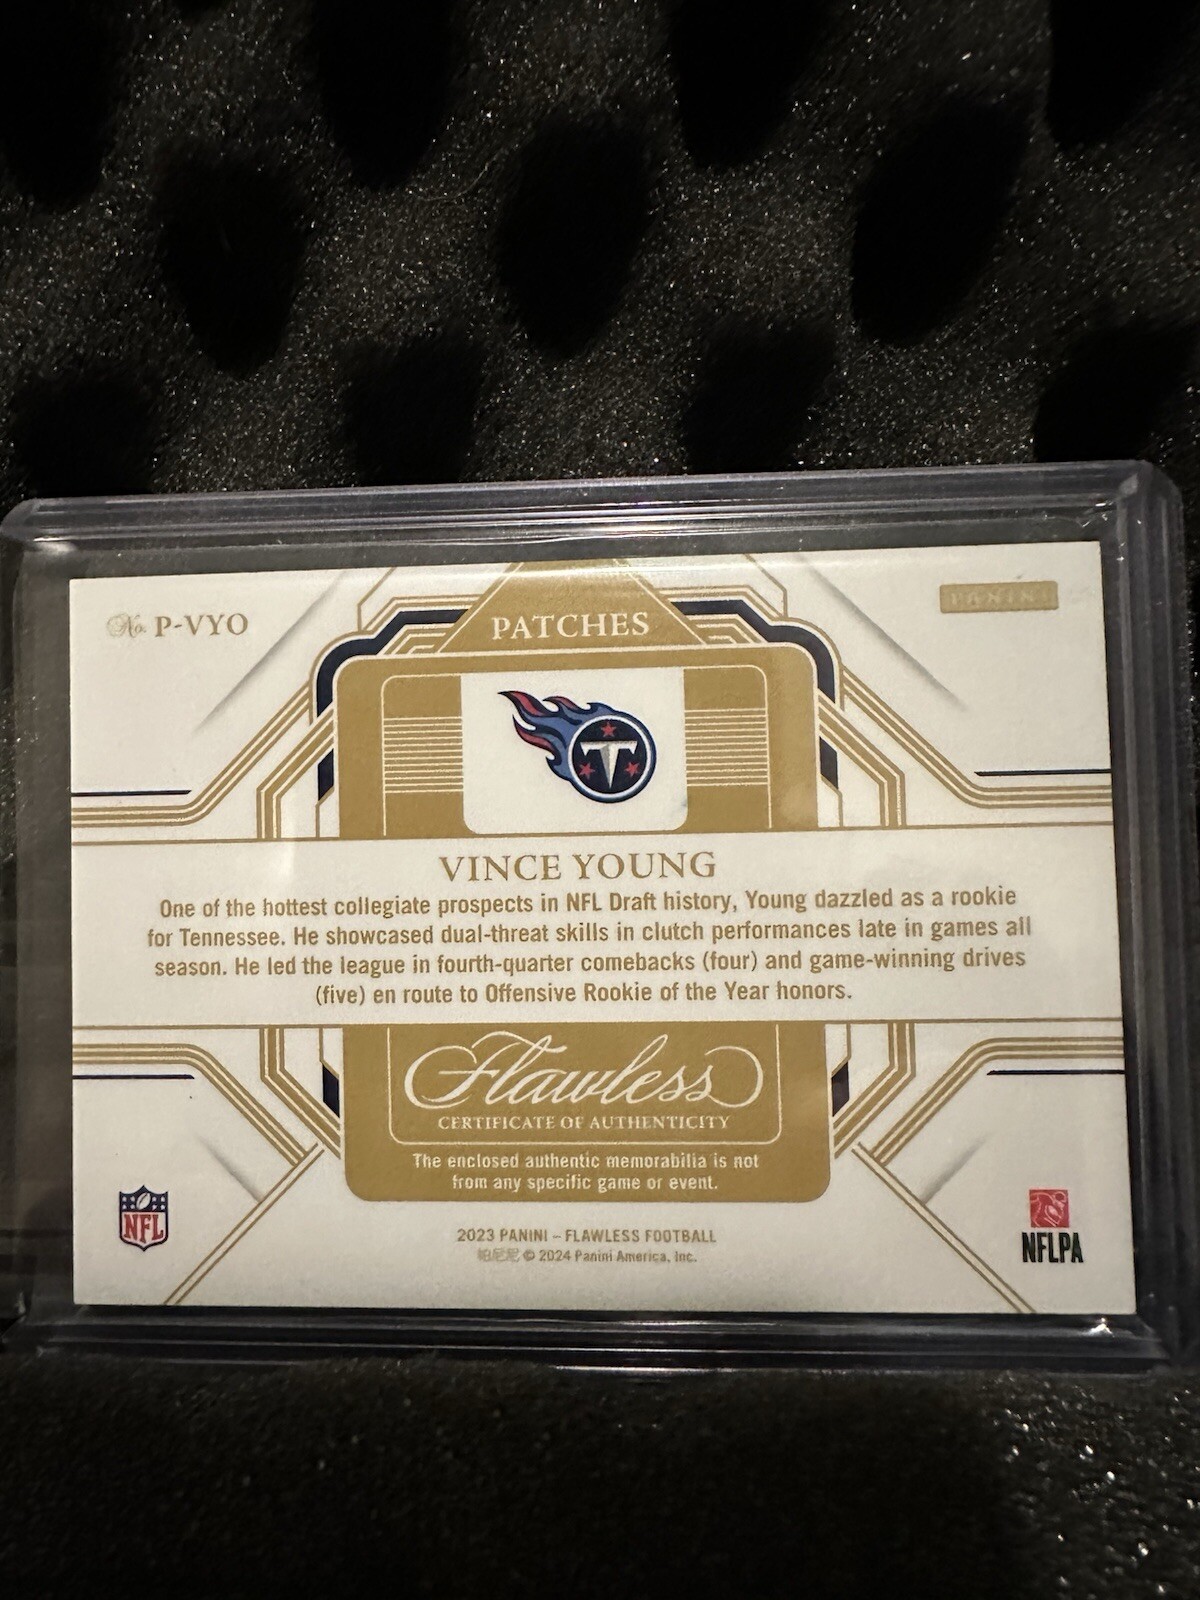 No. P-VYO
PATCHES
PANINI
T
VINCE YOUNG
One of the hottest collegiate prospects in NFL Draft history, Young dazzled as a rookie
for Tennessee. He showcased dual-threat skills in clutch performances late in games all
season. He led the league in fourth-quarter comebacks (four) and game-winning drives
(five) en route to Offensive Rookie of the Year honors.
Flawless
CERTIFICATE OF AUTHENTICITY
The enclosed authentic memorabilia is not
from any specific game or event.
NFL
2023 PANINI – FLAWLESS FOOTBALL
帕尼尼 © 2024 Panini America, Inc.
NFLPA